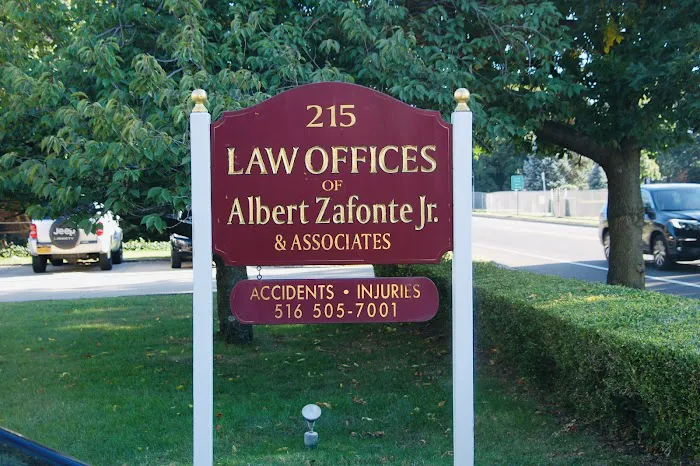 215
LAW OFFICES
OF
Albert Zafonte Jr.
& ASSOCIATES
ACCIDENTS • INJURIES
516 505-7001
Jeep